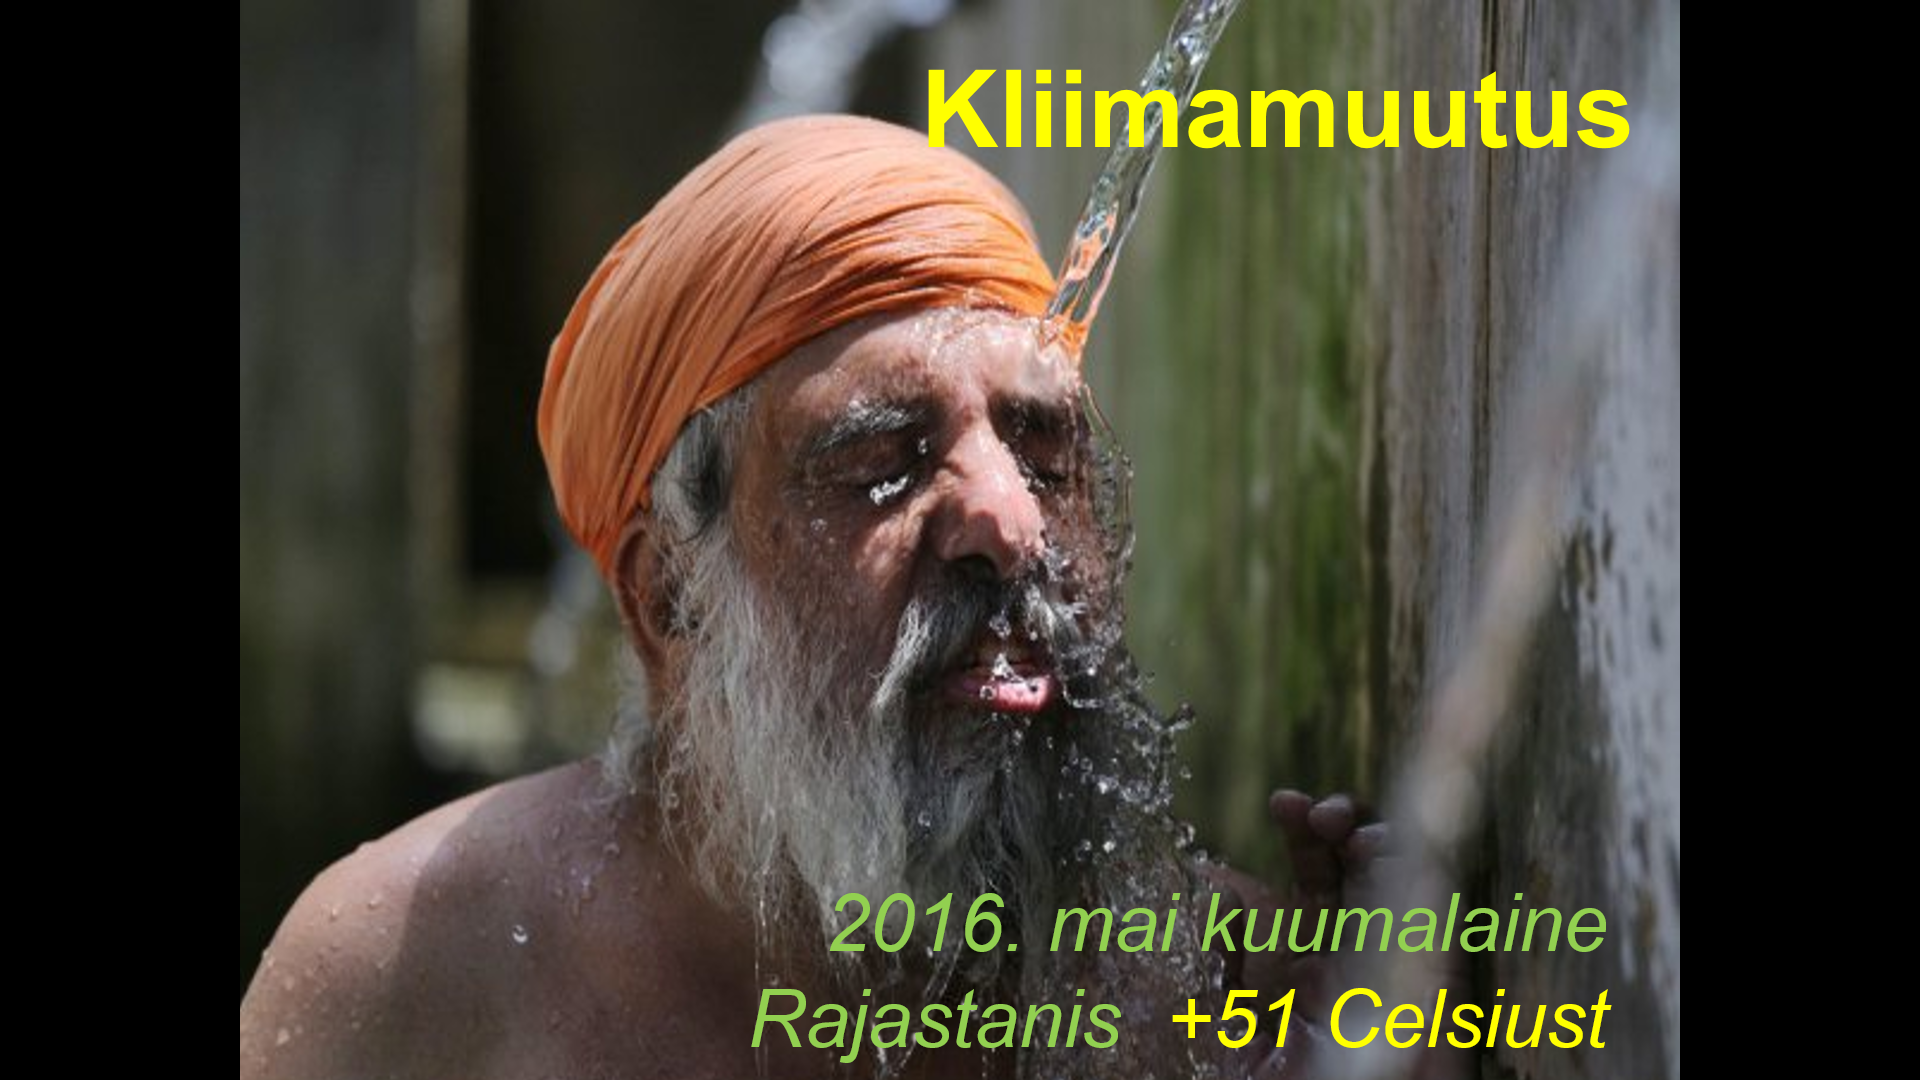 Kliimamuutus
2016. mai kuumalaine
Rajastanis +51 Celsiust